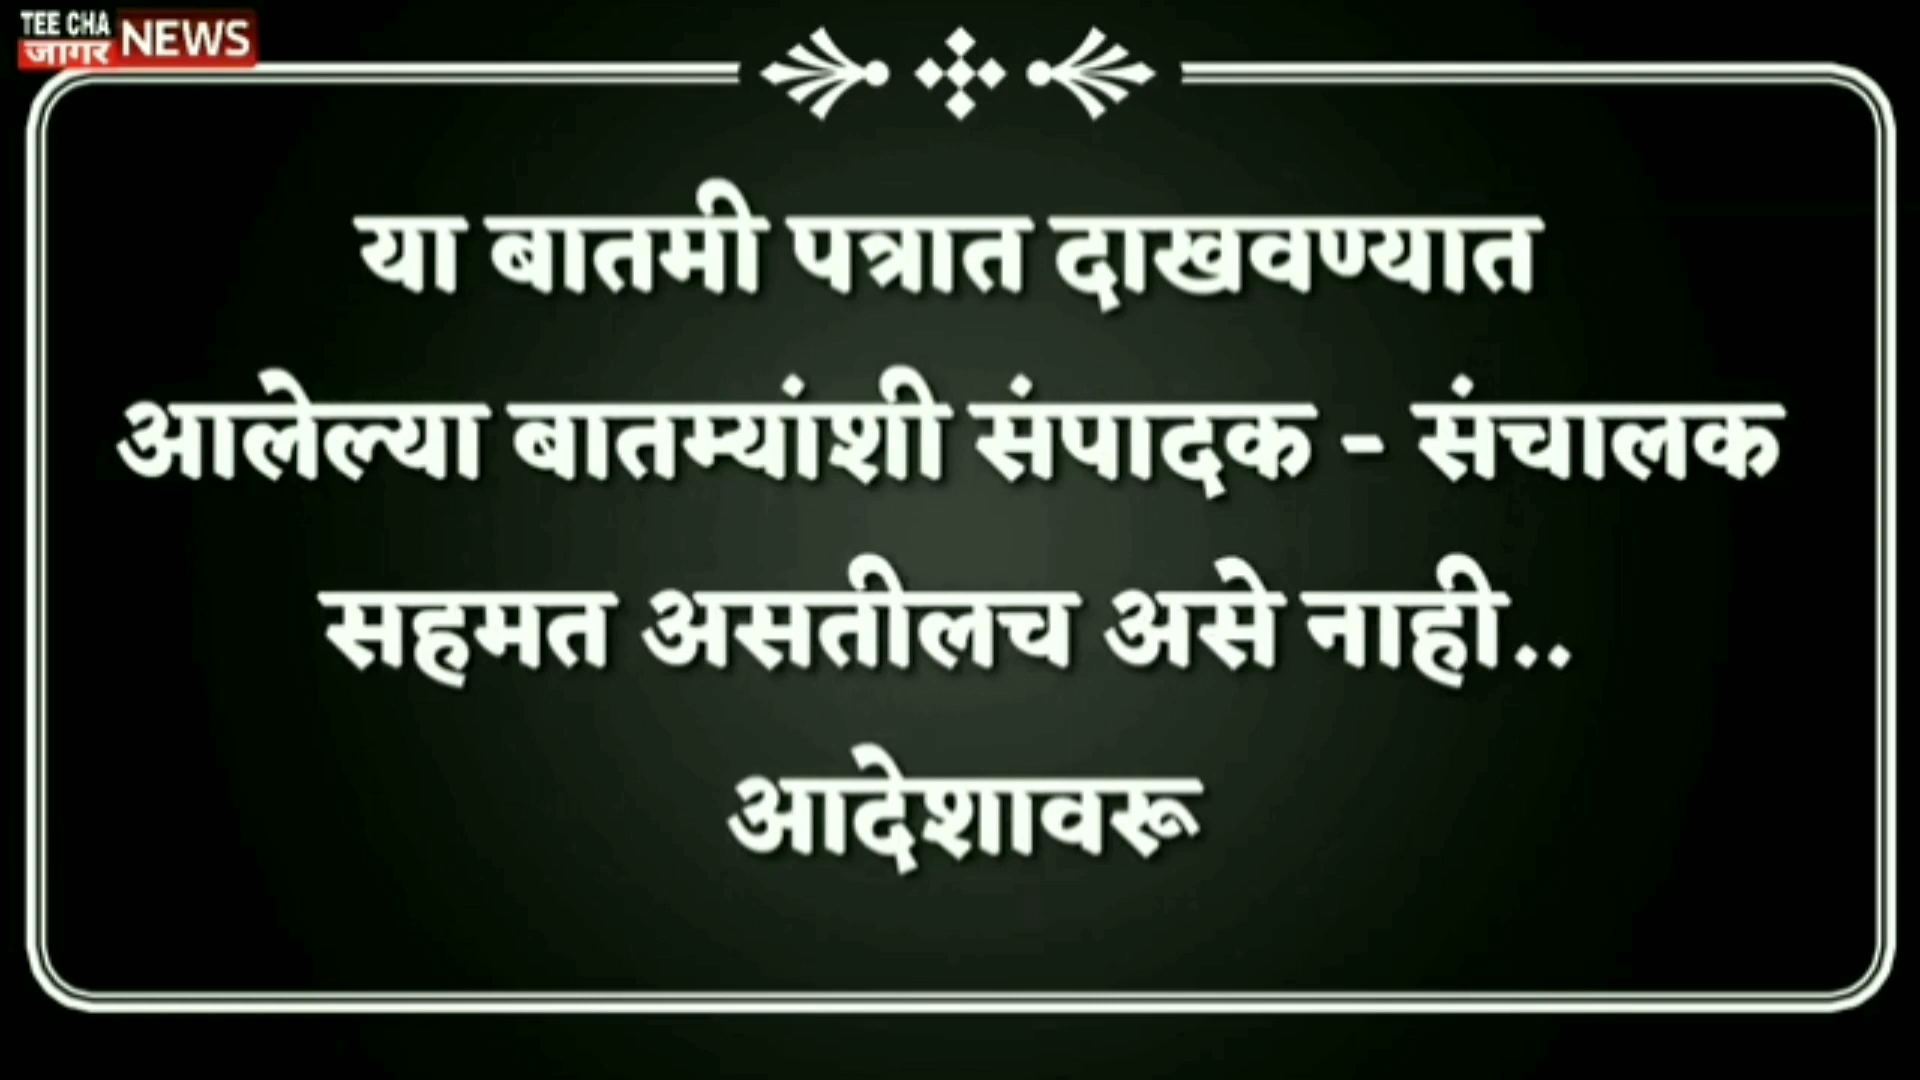 TEE CHA
जागर NEWS
या बातमी पत्रात दाखवण्यात
आलेल्या बातम्यांशी संपादक - संचालक
सहमत असतीलच असे नाही..
आदेशावरू